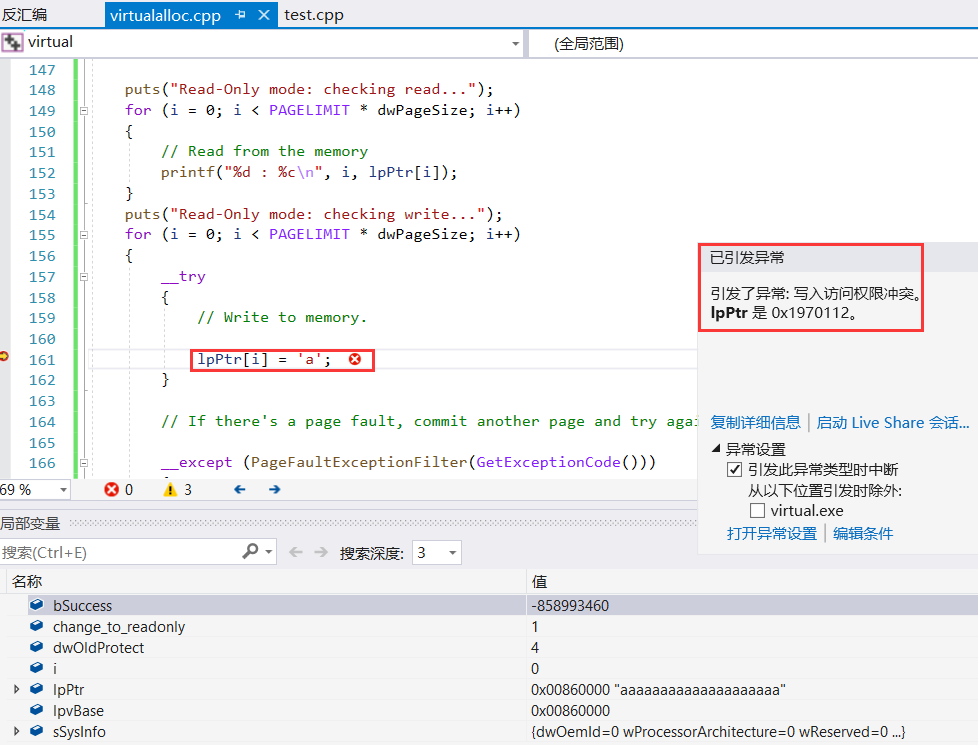 反汇编
virtualalloc.cpp
test.cpp
virtual
(全局范围)
147
148 puts("Read-Only mode: checking read...");
149 for (i = 0; i < PAGELIMIT * dwPageSize; i++)
150 {
151 // Read from the memory
152 printf("%d : %c\n", i, lpPtr[i]);
153 }
154 puts("Read-Only mode: checking write...");
155 for (i = 0; i < PAGELIMIT * dwPageSize; i++)
156 {
157 __try
158 {
159 // Write to memory.
160
161 lpPtr[i] = 'a';
162 }
163
164 // If there's a page fault, commit another page and try agai
165
166 __except (PageFaultExceptionFilter(GetExceptionCode()))
已引发异常
引发了异常: 写入访问权限冲突。
lpPtr 是 0x1970112。
复制详细信息 | 启动 Live Share 会话...
异常设置
引发此异常类型时中断
从以下位置引发时除外:
virtual.exe
打开异常设置 | 编辑条件
69 %
0
3
局部变量
搜索(Ctrl+E)
搜索深度: 3
名称 值
bSuccess -858993460
change_to_readonly 1
dwOldProtect 4
i 0
lpPtr 0x00860000 "aaaaaaaaaaaaaaaaaaaa"
lpvBase 0x00860000
sSysInfo {dwOemId=0 wProcessorArchitecture=0 wReserved=0 ...}